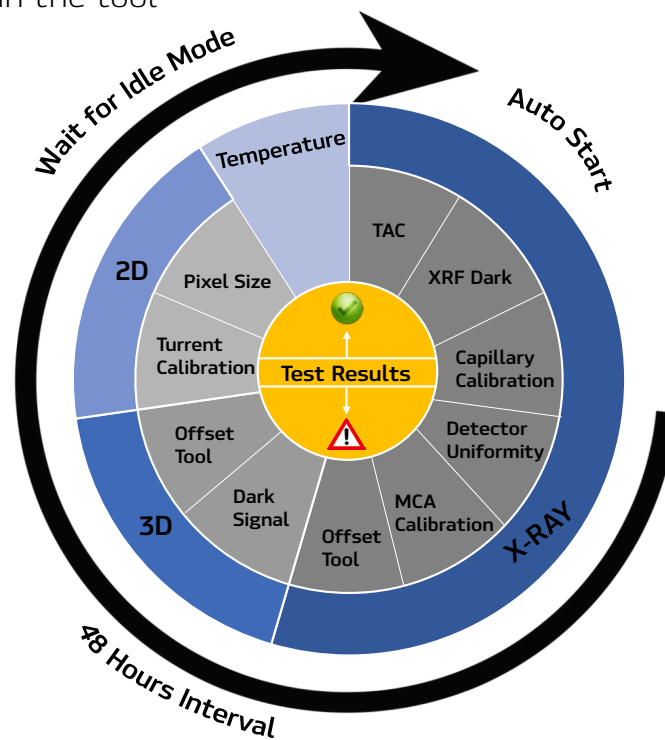 in the tool
Wait for Idle Mode
Auto Start
Temperature
2D
Pixel Size
Turrent
Calibration
TAC
XRF Dark
Capillary
Calibration
Detector
Uniformity
MCA
Calibration
Offset
Tool
X-RAY
Test Results
Offset
Tool
Dark
Signal
3D
48 Hours Interval